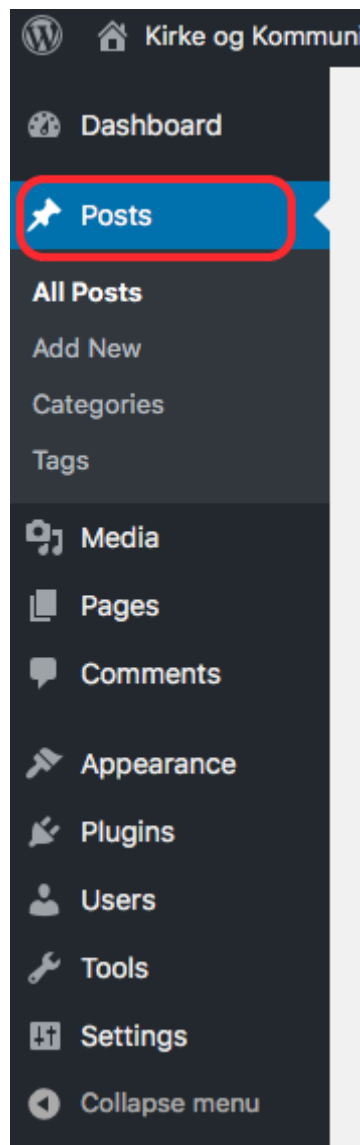 Kirke og Kommuni
Dashboard
Posts
All Posts
Add New
Categories
Tags
Media
Pages
Comments
Appearance
Plugins
Users
Tools
Settings
Collapse menu